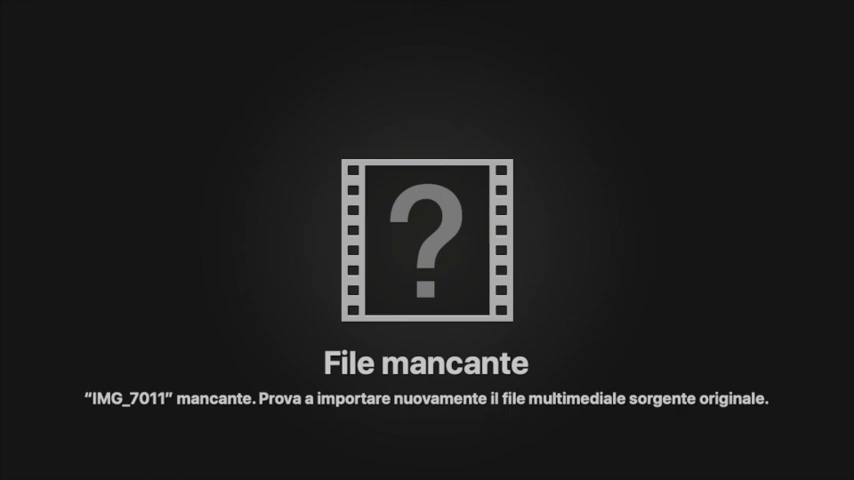 ?
File mancante
“IMG_7011” mancante. Prova a importare nuovamente il file multimediale sorgente originale.